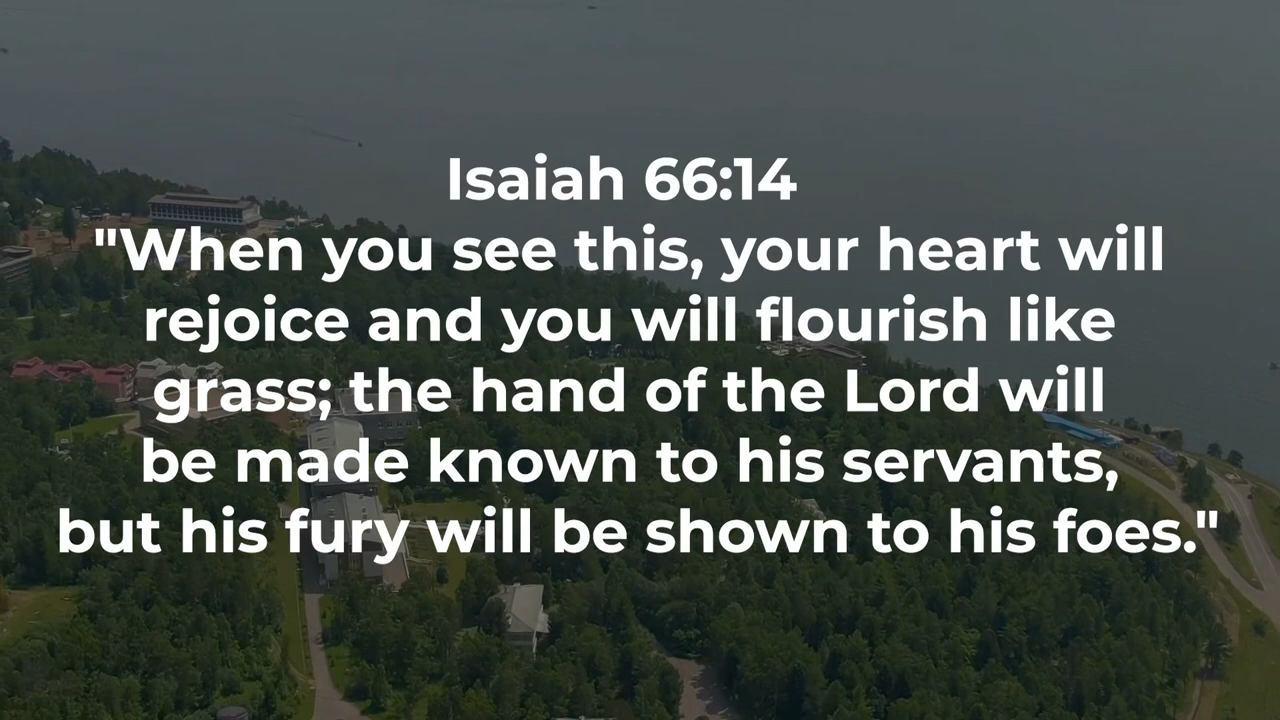 Isaiah 66:14
"When you see this, your heart will
rejoice and you will flourish like
grass; the hand of the Lord will
be made known to his servants,
but his fury will be shown to his foes."